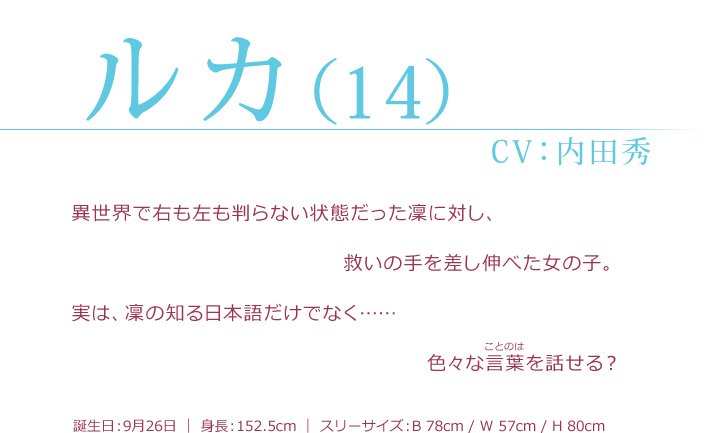 ルカ（14）
CV：内田秀
異世界で右も左も判らない状態だった凜に対し、
救いの手を差し伸べた女の子。
実は、凜の知る日本語だけでなく……
ことのは
色々な言葉を話せる？
誕生日：9月26日 ｜ 身長：152.5cm ｜ スリーサイズ：B 78cm / W 57cm / H 80cm